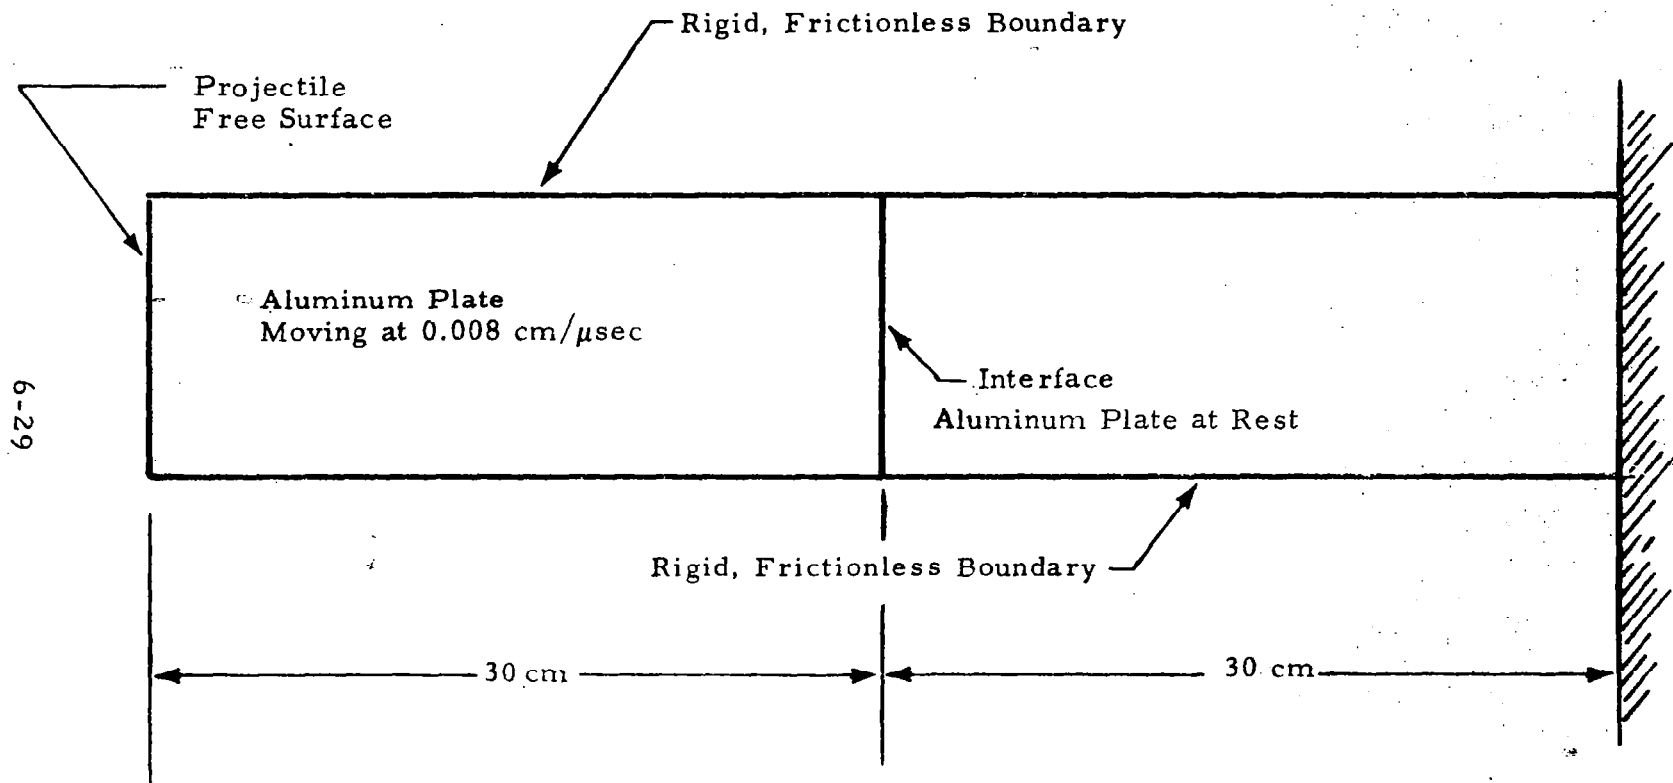 Rigid, Frictionless Boundary
Projectile
Free Surface
Aluminum Plate
Moving at 0.008 cm/μsec
Interface
Aluminum Plate at Rest
6-29
Rigid, Frictionless Boundary
30 cm
30 cm